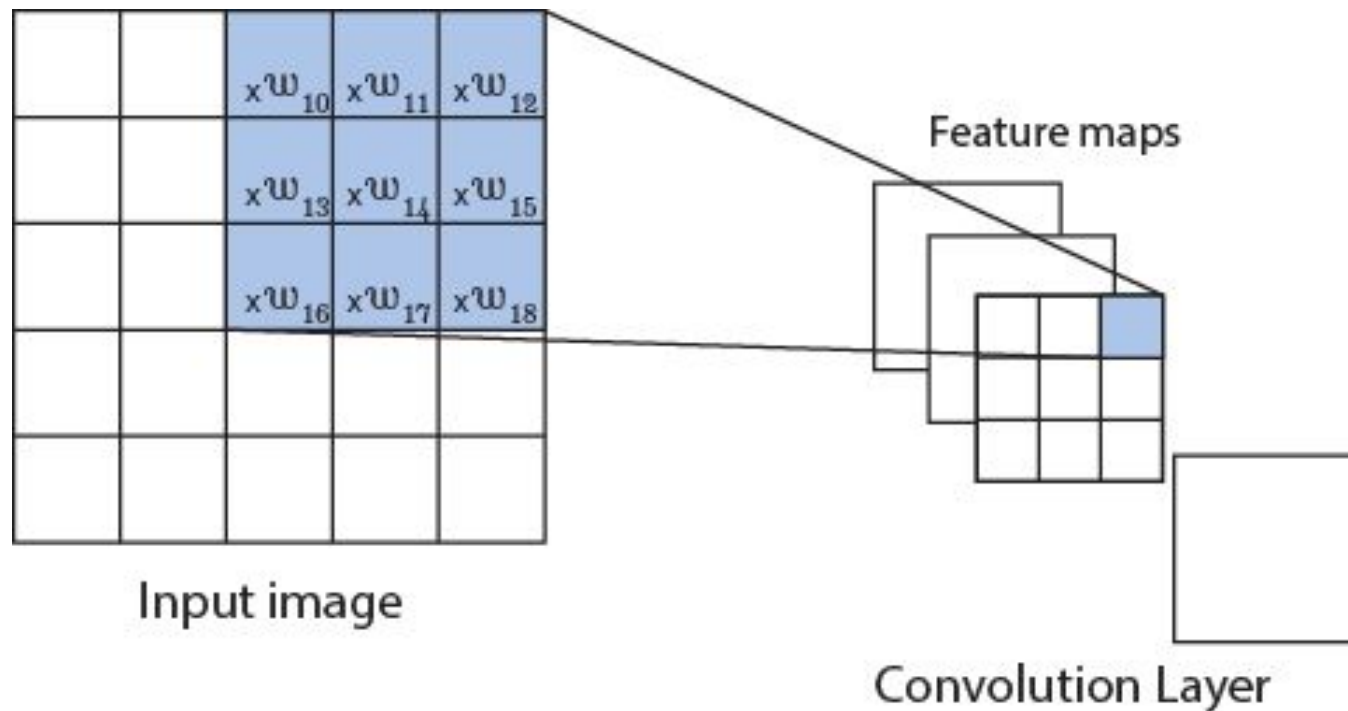 xw10 xw11 xw12
xw13 xw14 xw15
xw16 xw17 xw18
Feature maps
Input image
Convolution Layer